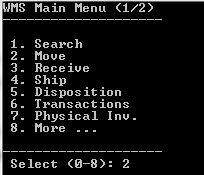 WMS Main Menu (1/2)
--------------------
1. Search
2. Move
3. Receive
4. Ship
5. Disposition
6. Transactions
7. Physical Inv.
8. More ...
--------------------
Select (0-8): 2